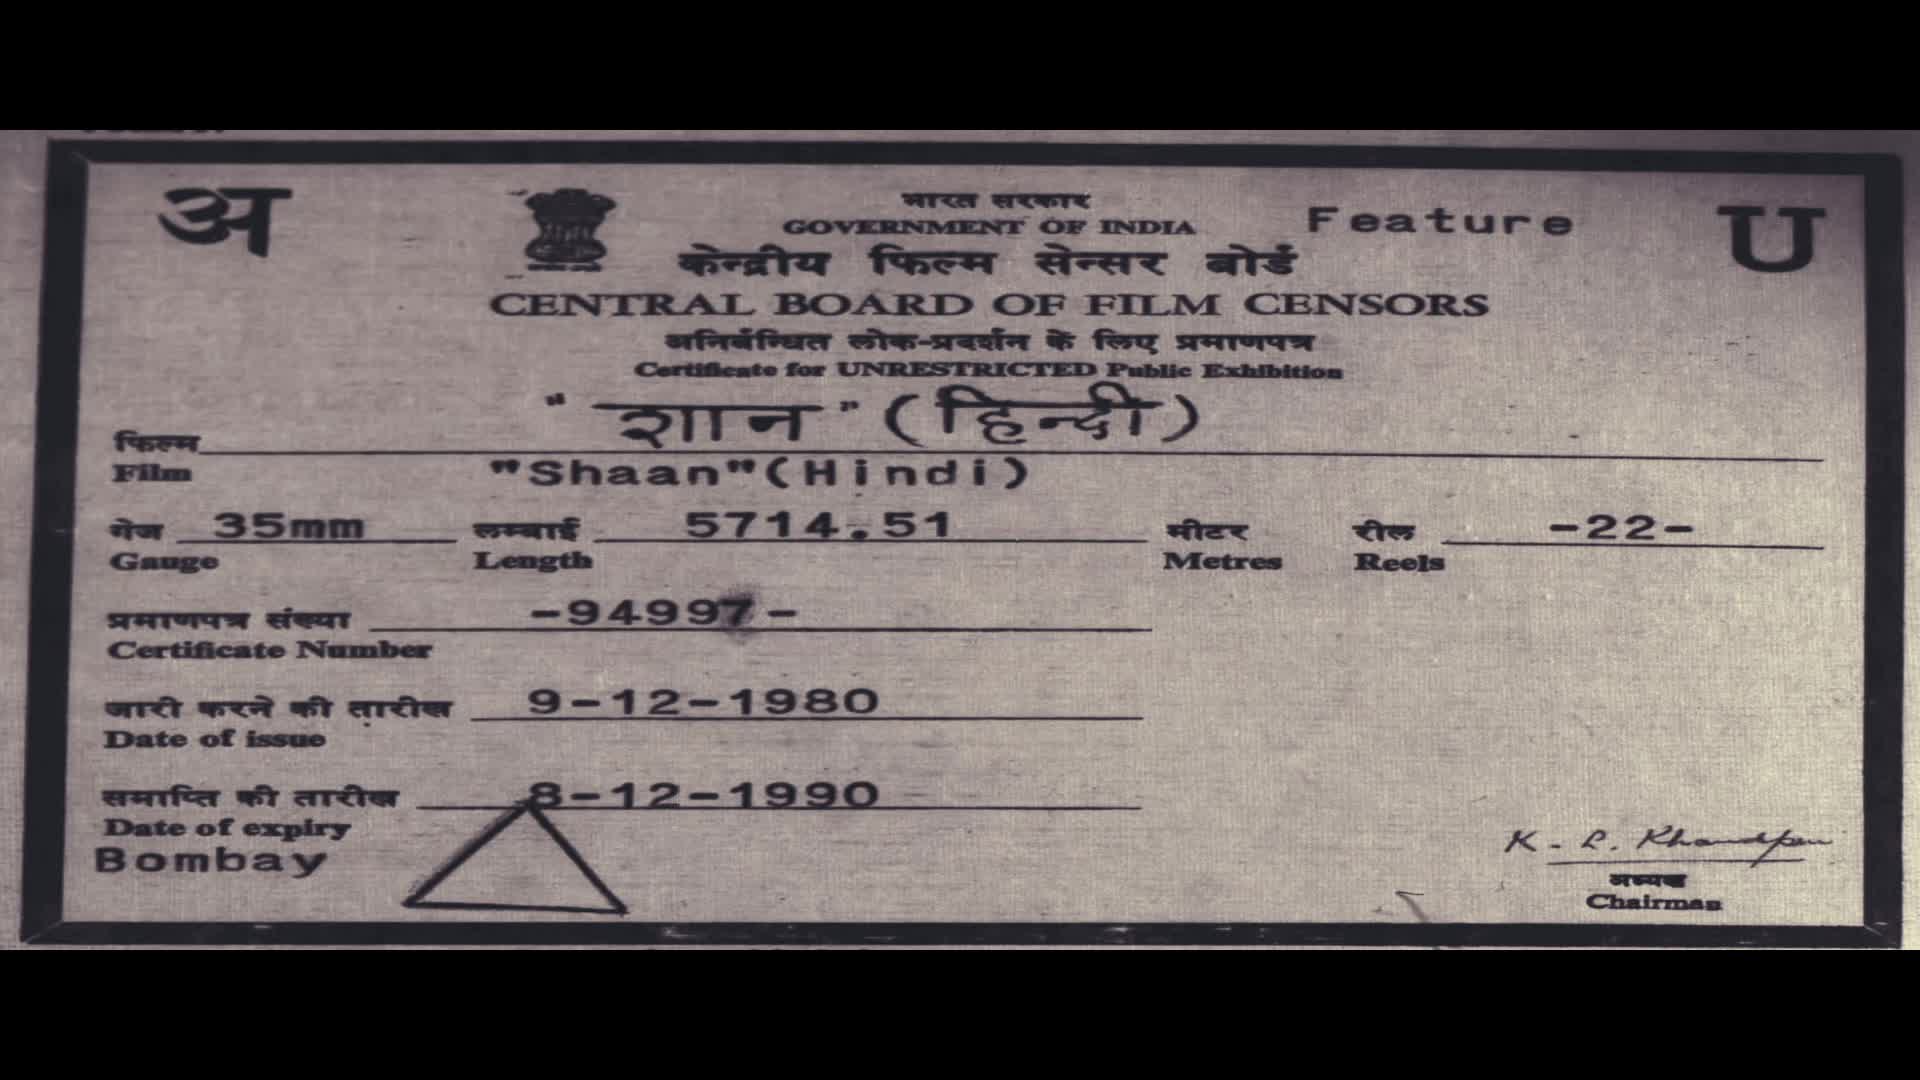 अ
भारत सरकार
GOVERNMENT OF INDIA
Feature
U
केन्द्रीय फिल्म सेन्सर बोर्ड
CENTRAL BOARD OF FILM CENSORS
अनिर्बन्धित लोक-प्रदर्शन के लिए प्रमाणपत्र
Certificate for UNRESTRICTED Public Exhibition
फिल्म "शान" (हिन्दी)
Film "Shaan"(Hindi)
गेज 35mm लम्बाई 5714.51 मीटर रील -22-
Gauge Length Metres Reels
प्रमाणपत्र संख्या -94997-
Certificate Number
जारी करने की तारीख 9-12-1980
Date of issue
समाप्ति की तारीख 8-12-1990
Date of expiry
Bombay
K. L. Khandpur
अध्यक्ष
Chairman